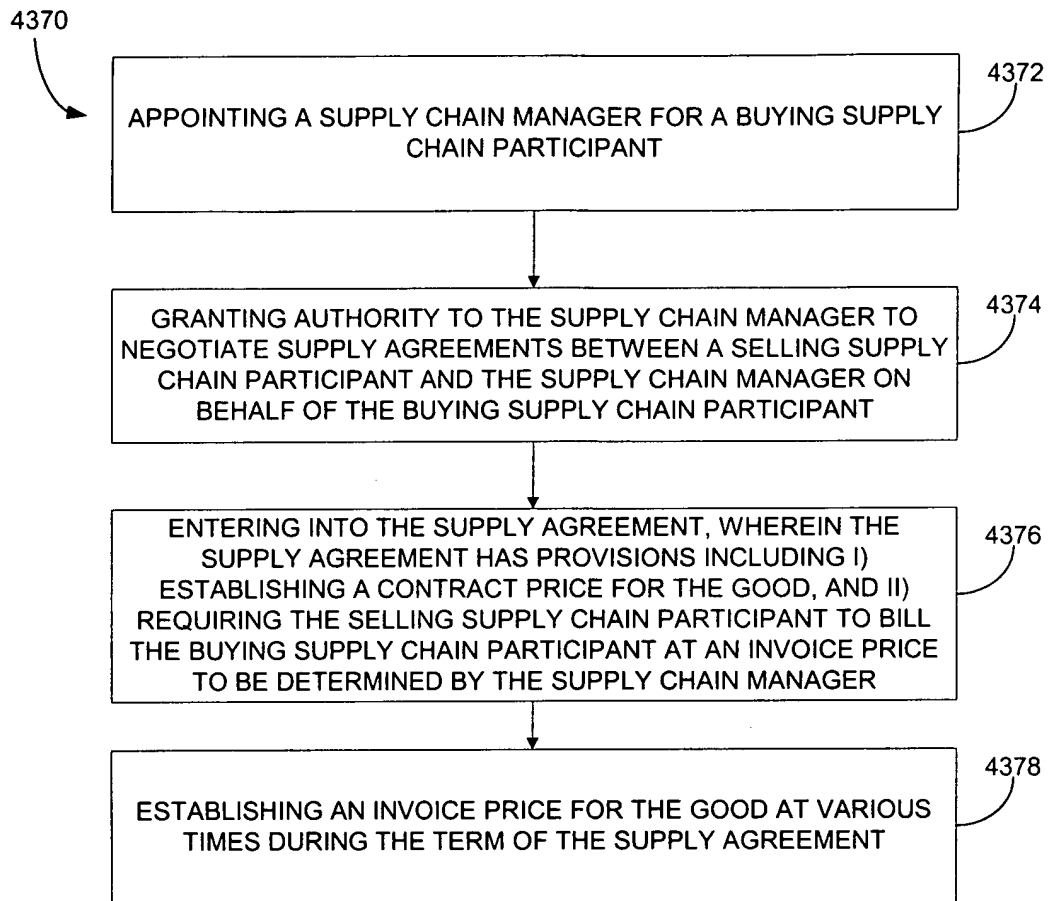 4370
4372
APPOINTING A SUPPLY CHAIN MANAGER FOR A BUYING SUPPLY
CHAIN PARTICIPANT
4374
GRANTING AUTHORITY TO THE SUPPLY CHAIN MANAGER TO
NEGOTIATE SUPPLY AGREEMENTS BETWEEN A SELLING SUPPLY
CHAIN PARTICIPANT AND THE SUPPLY CHAIN MANAGER ON
BEHALF OF THE BUYING SUPPLY CHAIN PARTICIPANT
4376
ENTERING INTO THE SUPPLY AGREEMENT, WHEREIN THE
SUPPLY AGREEMENT HAS PROVISIONS INCLUDING I)
ESTABLISHING A CONTRACT PRICE FOR THE GOOD, AND II)
REQUIRING THE SELLING SUPPLY CHAIN PARTICIPANT TO BILL
THE BUYING SUPPLY CHAIN PARTICIPANT AT AN INVOICE PRICE
TO BE DETERMINED BY THE SUPPLY CHAIN MANAGER
4378
ESTABLISHING AN INVOICE PRICE FOR THE GOOD AT VARIOUS
TIMES DURING THE TERM OF THE SUPPLY AGREEMENT